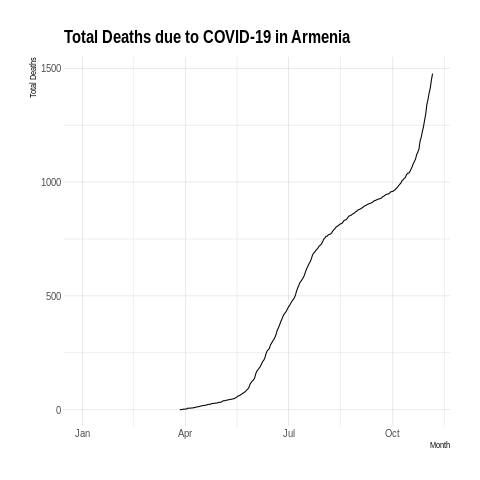 Total Deaths due to COVID-19 in Armenia
Total Deaths
1500
1000
500
0
Jan Apr Jul Oct
Month